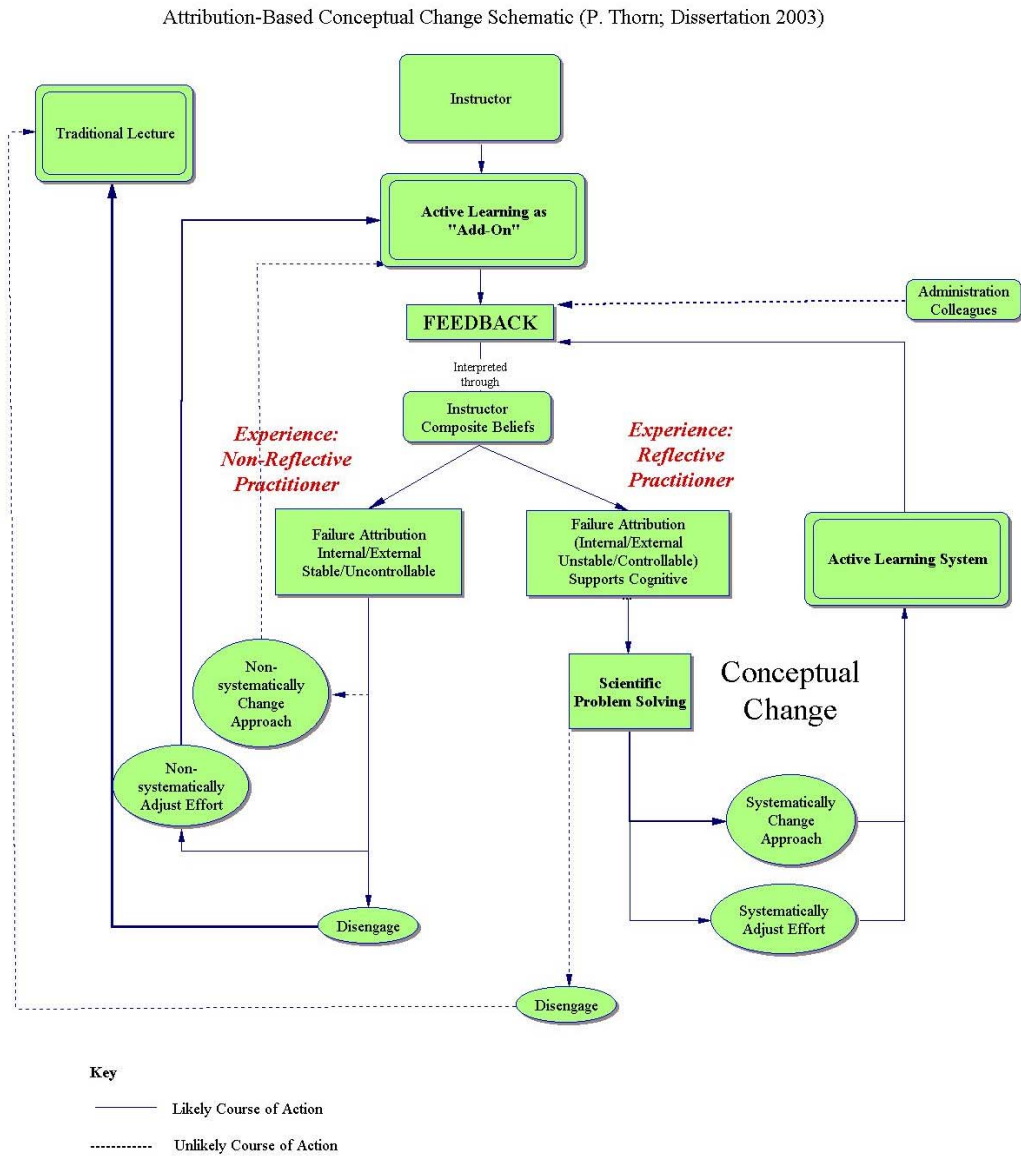 Attribution-Based Conceptual Change Schematic (P. Thorn; Dissertation 2003)
Instructor
Traditional Lecture
Active Learning as
"Add-On"
Administration
Colleagues
FEEDBACK
Interpreted
through
Instructor
Composite Beliefs
Experience:
Non-Reflective
Practitioner
Experience:
Reflective
Practitioner
Failure Attribution
Internal/External
Stable/Uncontrollable
Failure Attribution
(Internal/External
Unstable/Controllable)
Supports Cognitive
Active Learning System
Non-
systematically
Change
Approach
Scientific
Problem Solving
Conceptual
Change
Non-
systematically
Adjust Effort
Systematically
Change
Approach
Disengage
Systematically
Adjust Effort
Disengage
Key
Likely Course of Action
Unlikely Course of Action